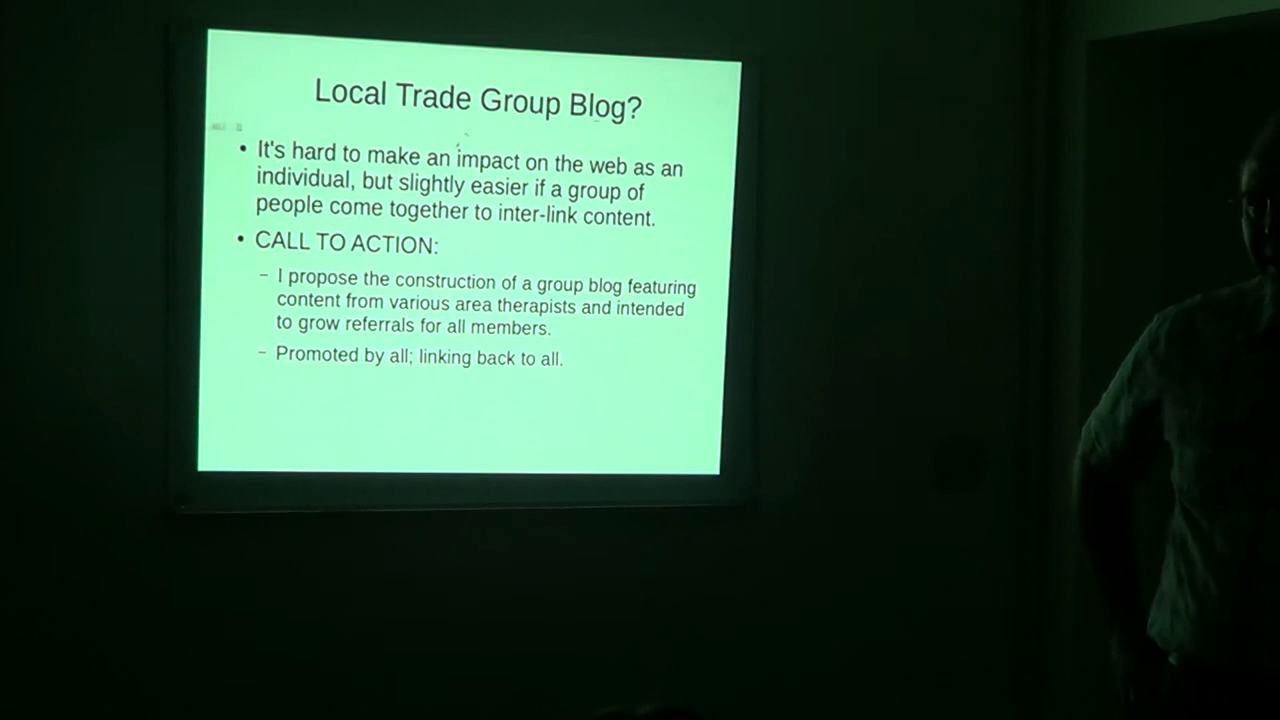 Local Trade Group Blog?
• It's hard to make an impact on the web as an
individual, but slightly easier if a group of
people come together to inter-link content.
• CALL TO ACTION:
– I propose the construction of a group blog featuring
content from various area therapists and intended
to grow referrals for all members.
– Promoted by all; linking back to all.